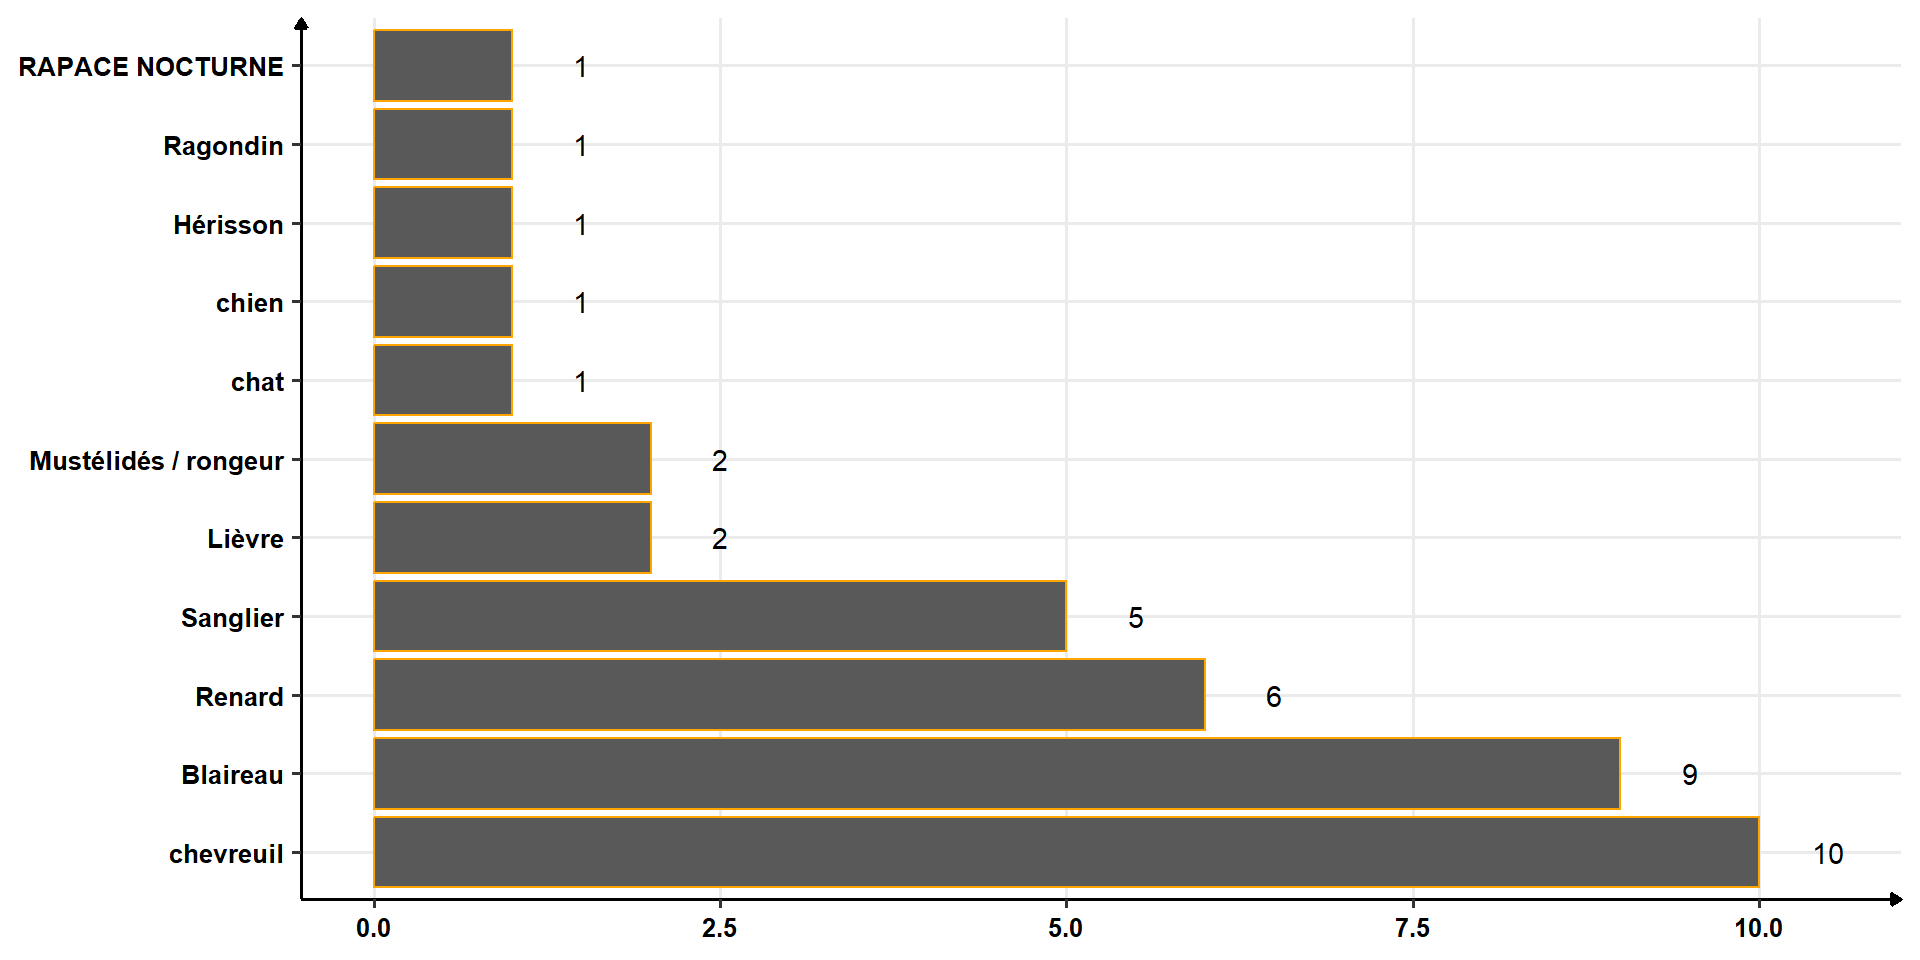 RAPACE NOCTURNE 1
Ragondin 1
Hérisson 1
chien 1
chat 1
Mustélidés / rongeur 2
Lièvre 2
Sanglier 5
Renard 6
Blaireau 9
chevreuil 10
0.0 2.5 5.0 7.5 10.0